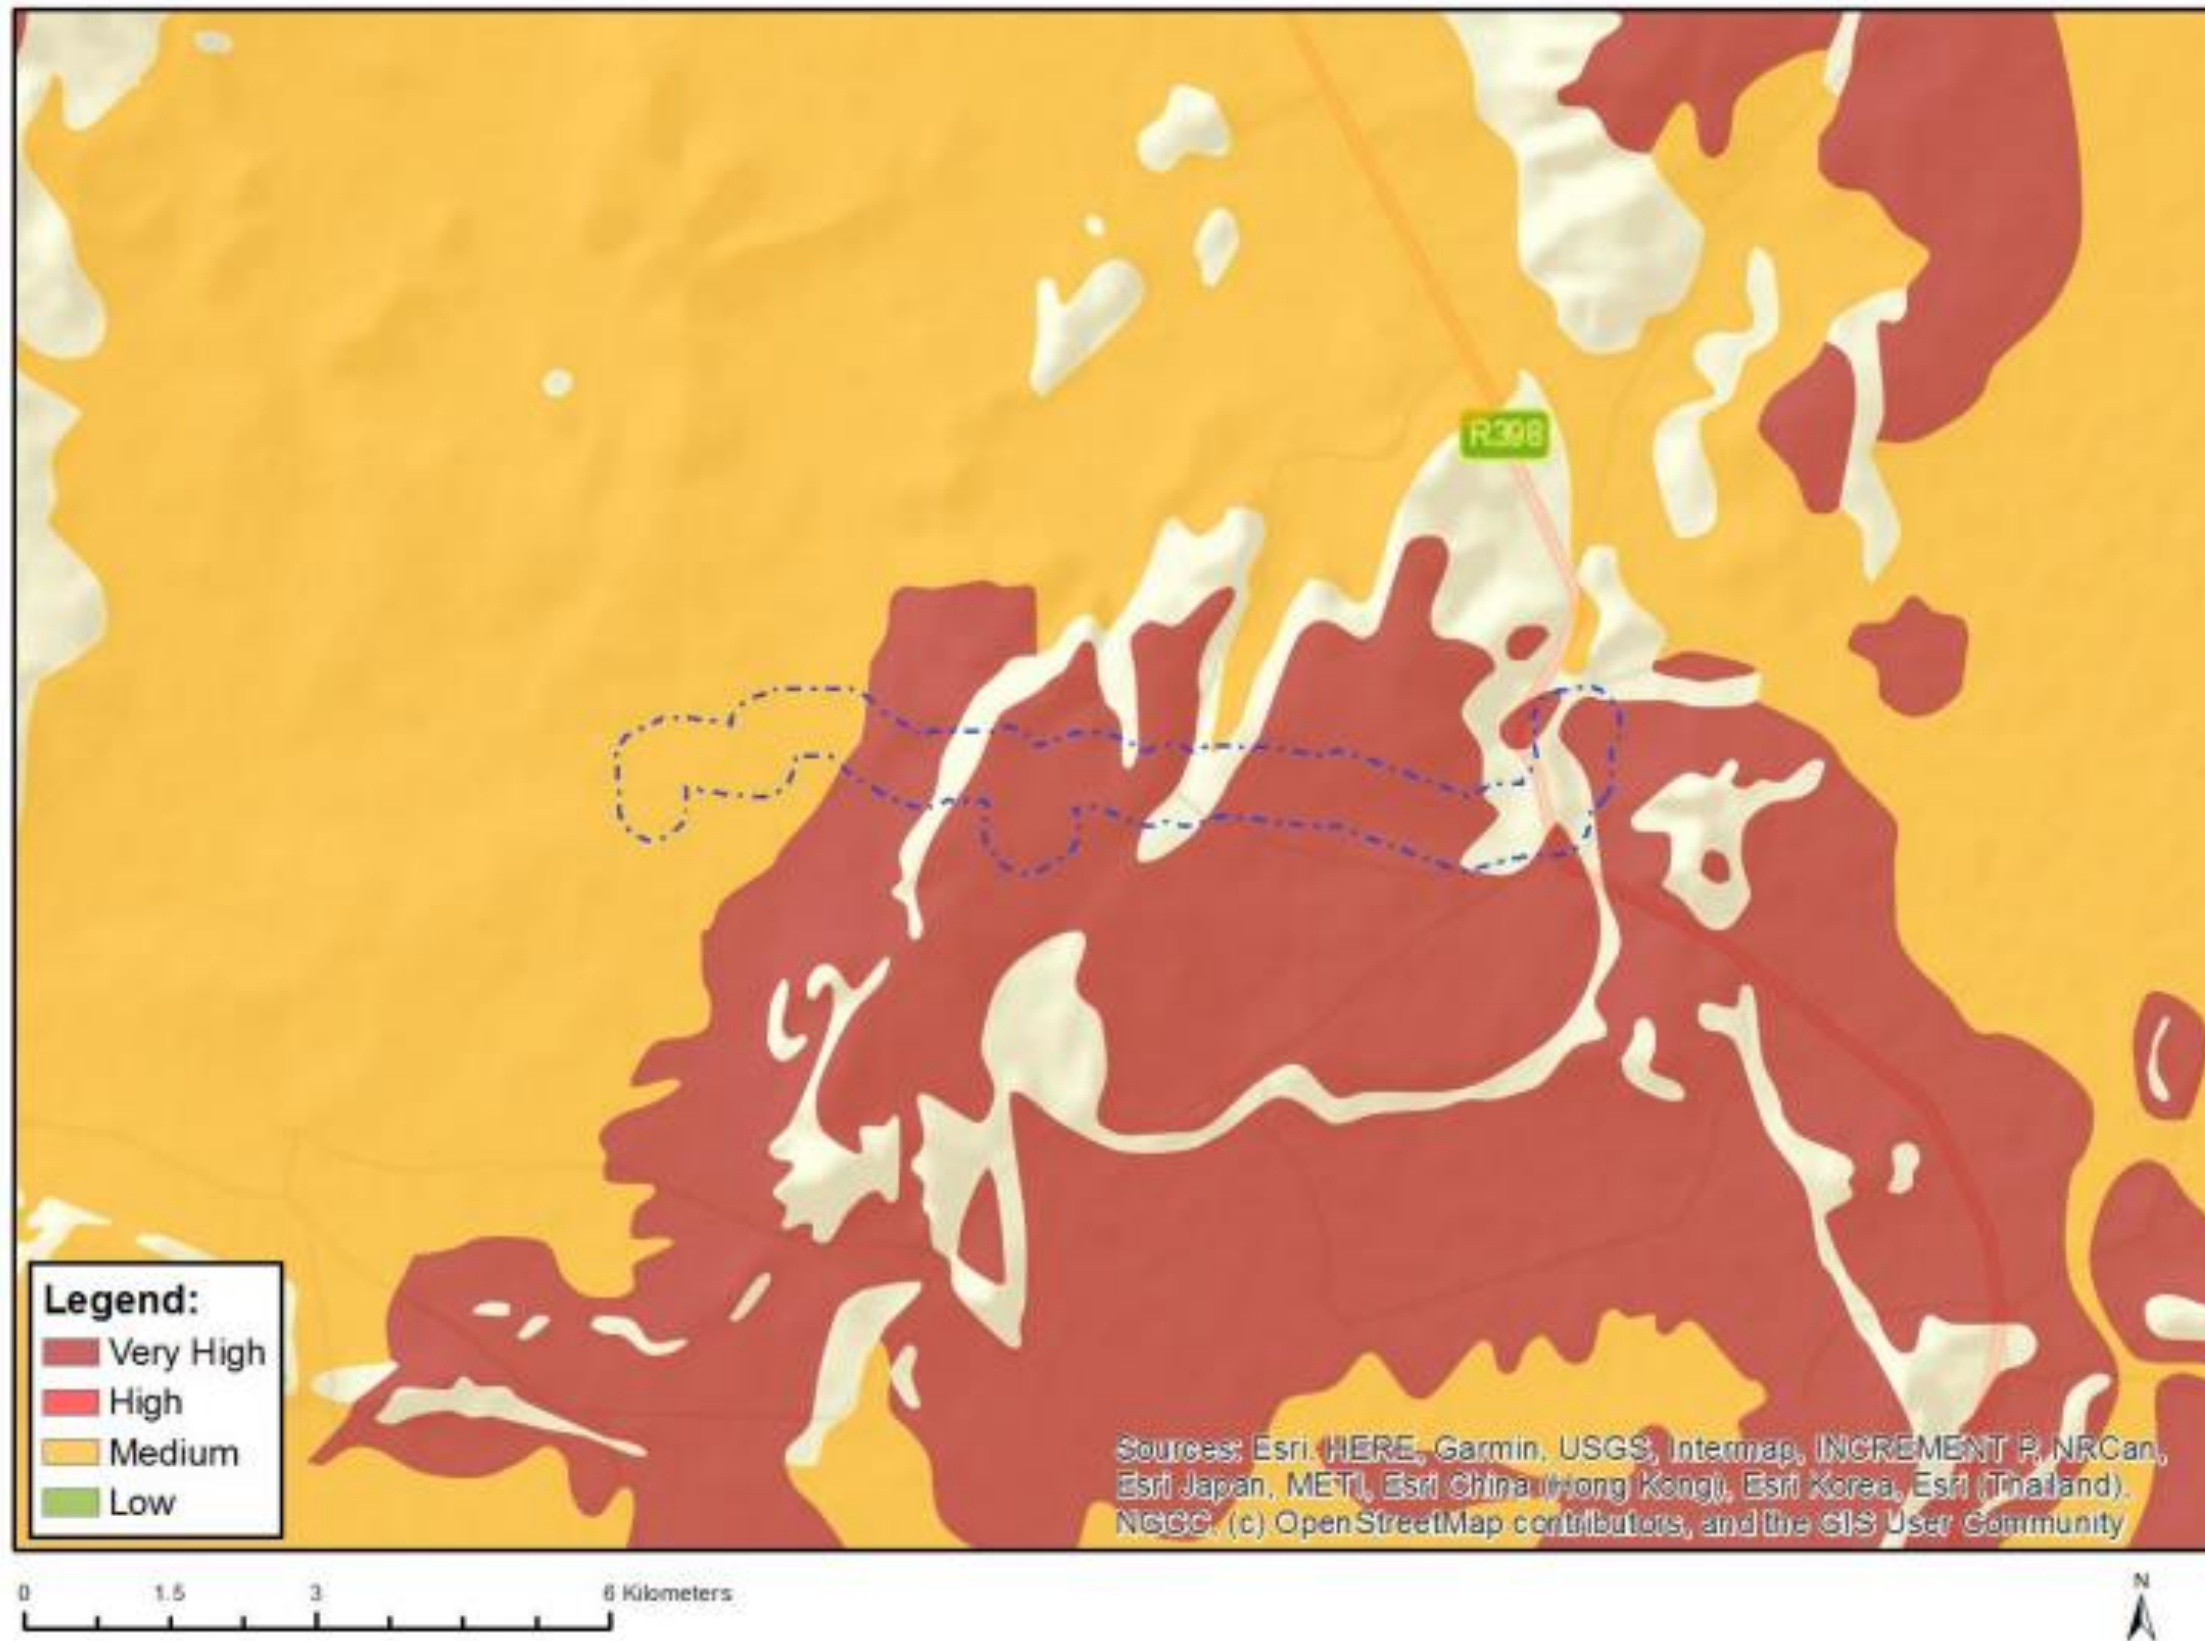 R398
Legend:
Very High
High
Medium
Low
Sources: Esri, HERE, Garmin, USGS, Intermap, INCREMENT P, NRCan,
Esri Japan, METI, Esri China (Hong Kong), Esri Korea, Esri (Thailand),
NGCC, (c) OpenStreetMap contributors, and the GIS User Community
0 1.5 3 6 Kilometers
N